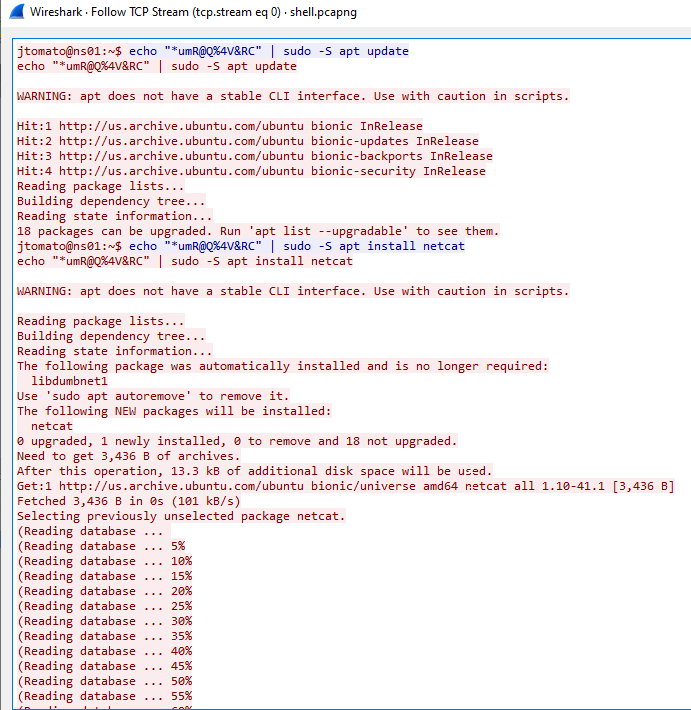 Wireshark · Follow TCP Stream (tcp.stream eq 0) · shell.pcapng
jtomato@ns01:~$ echo "*umR@Q%4V&RC" | sudo -S apt update
echo "*umR@Q%4V&RC" | sudo -S apt update
WARNING: apt does not have a stable CLI interface. Use with caution in scripts.
Hit:1 http://us.archive.ubuntu.com/ubuntu bionic InRelease
Hit:2 http://us.archive.ubuntu.com/ubuntu bionic-updates InRelease
Hit:3 http://us.archive.ubuntu.com/ubuntu bionic-backports InRelease
Hit:4 http://us.archive.ubuntu.com/ubuntu bionic-security InRelease
Reading package lists...
Building dependency tree...
Reading state information...
18 packages can be upgraded. Run 'apt list --upgradable' to see them.
jtomato@ns01:~$ echo "*umR@Q%4V&RC" | sudo -S apt install netcat
echo "*umR@Q%4V&RC" | sudo -S apt install netcat
WARNING: apt does not have a stable CLI interface. Use with caution in scripts.
Reading package lists...
Building dependency tree...
Reading state information...
The following package was automatically installed and is no longer required:
  libdumbnet1
Use 'sudo apt autoremove' to remove it.
The following NEW packages will be installed:
  netcat
0 upgraded, 1 newly installed, 0 to remove and 18 not upgraded.
Need to get 3,436 B of archives.
After this operation, 13.3 kB of additional disk space will be used.
Get:1 http://us.archive.ubuntu.com/ubuntu bionic/universe amd64 netcat all 1.10-41.1 [3,436 B]
Fetched 3,436 B in 0s (101 kB/s)
Selecting previously unselected package netcat.
(Reading database ...
(Reading database ... 5%
(Reading database ... 10%
(Reading database ... 15%
(Reading database ... 20%
(Reading database ... 25%
(Reading database ... 30%
(Reading database ... 35%
(Reading database ... 40%
(Reading database ... 45%
(Reading database ... 50%
(Reading database ... 55%
(Reading database ... 60%